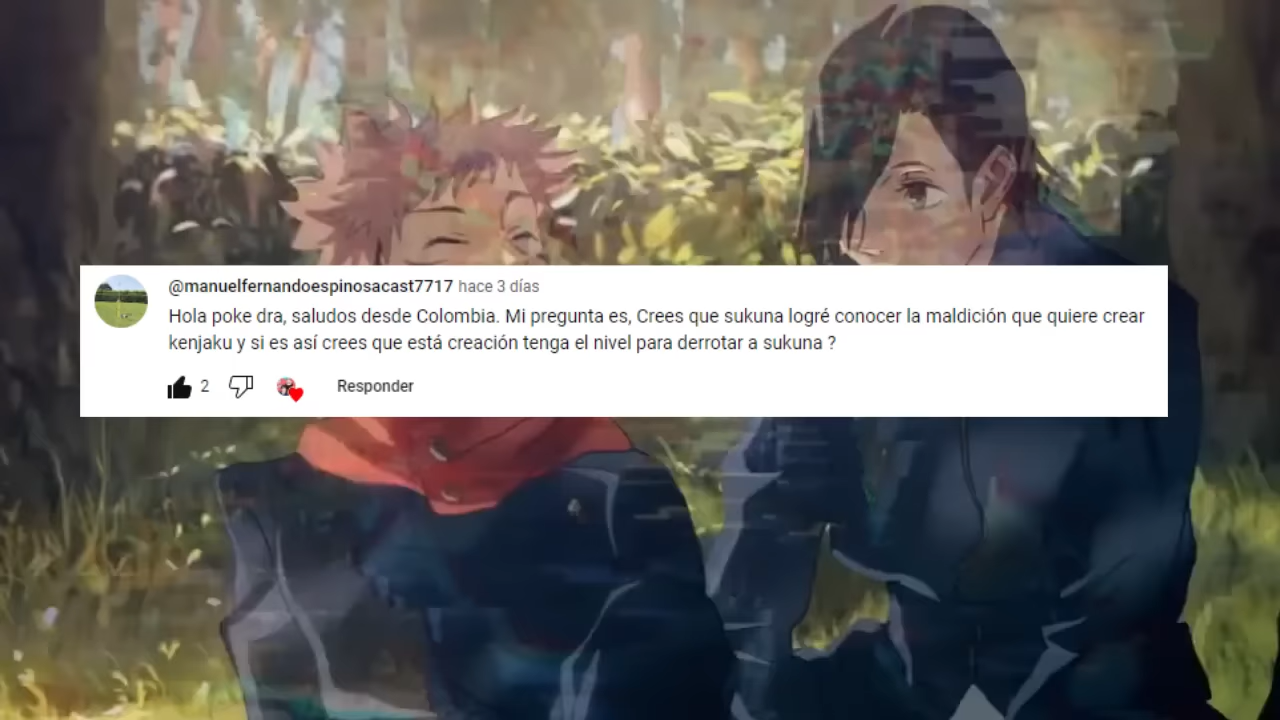 @manuelfernandoespinosacast7717 hace 3 días
Hola poke dra, saludos desde Colombia. Mi pregunta es, Crees que sukuna logré conocer la maldición que quiere crear
kenjaku y si es así crees que está creación tenga el nivel para derrotar a sukuna ?
2 Responder